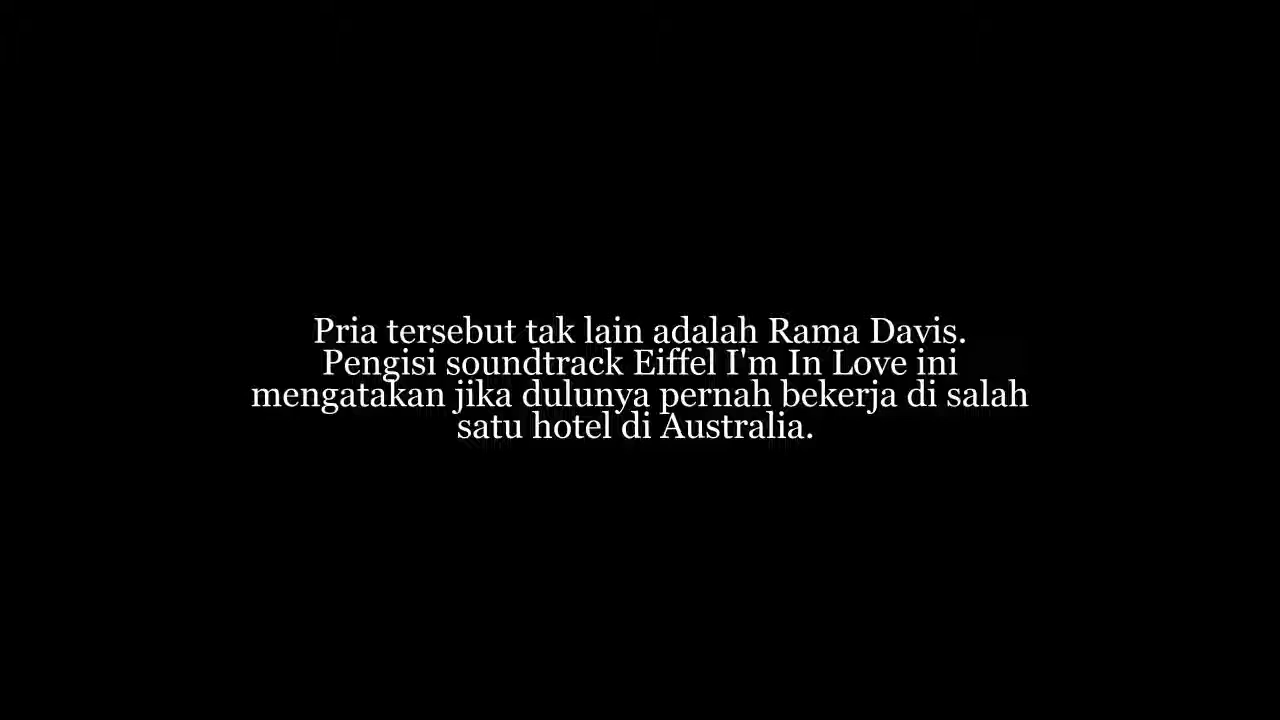 Pria tersebut tak lain adalah Rama Davis.
Pengisi soundtrack Eiffel I'm In Love ini
mengatakan jika dulunya pernah bekerja di salah
satu hotel di Australia.